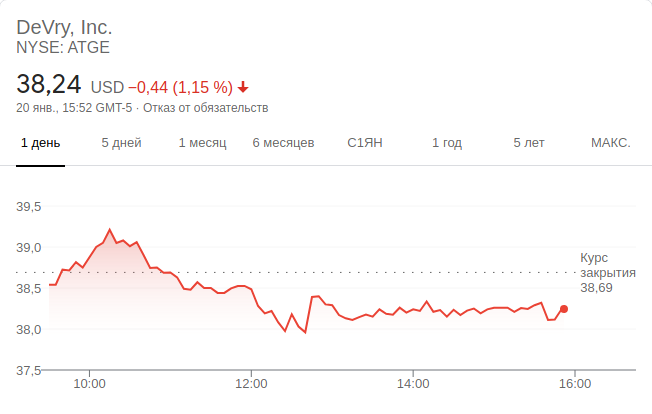 DeVry, Inc.
NYSE: ATGE
38,24 USD −0,44 (1,15 %)
20 янв., 15:52 GMT-5 · Отказ от обязательств
1 день 5 дней 1 месяц 6 месяцев С1ЯН 1 год 5 лет МАКС.
39,5
39,0
38,5
38,0
37,5
Курс
закрытия
38,69
10:00 12:00 14:00 16:00